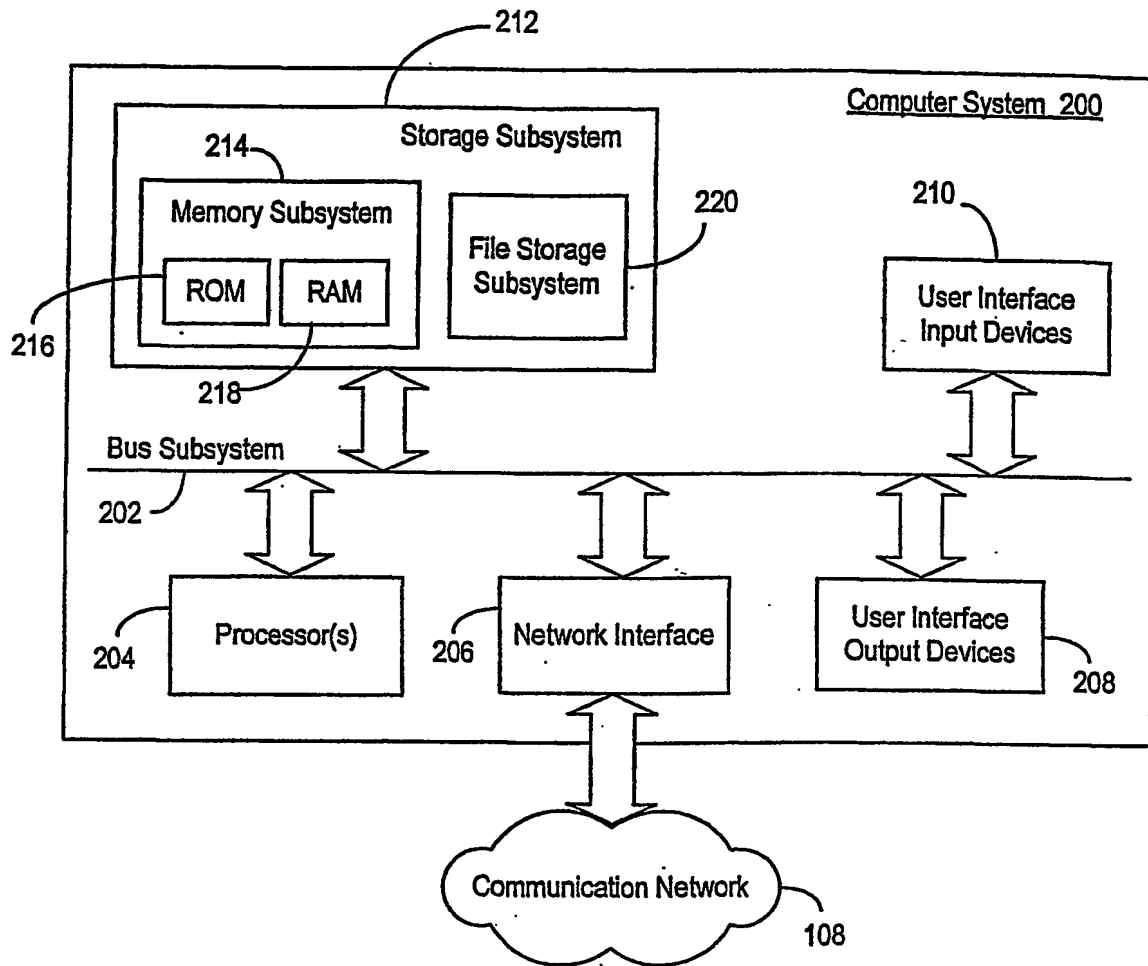 212
Computer System 200
Storage Subsystem
214
Memory Subsystem
210
220
File Storage
Subsystem
ROM
RAM
User Interface
Input Devices
216
218
Bus Subsystem
202
Processor(s)
204
Network Interface
206
User Interface
Output Devices
208
Communication Network
108